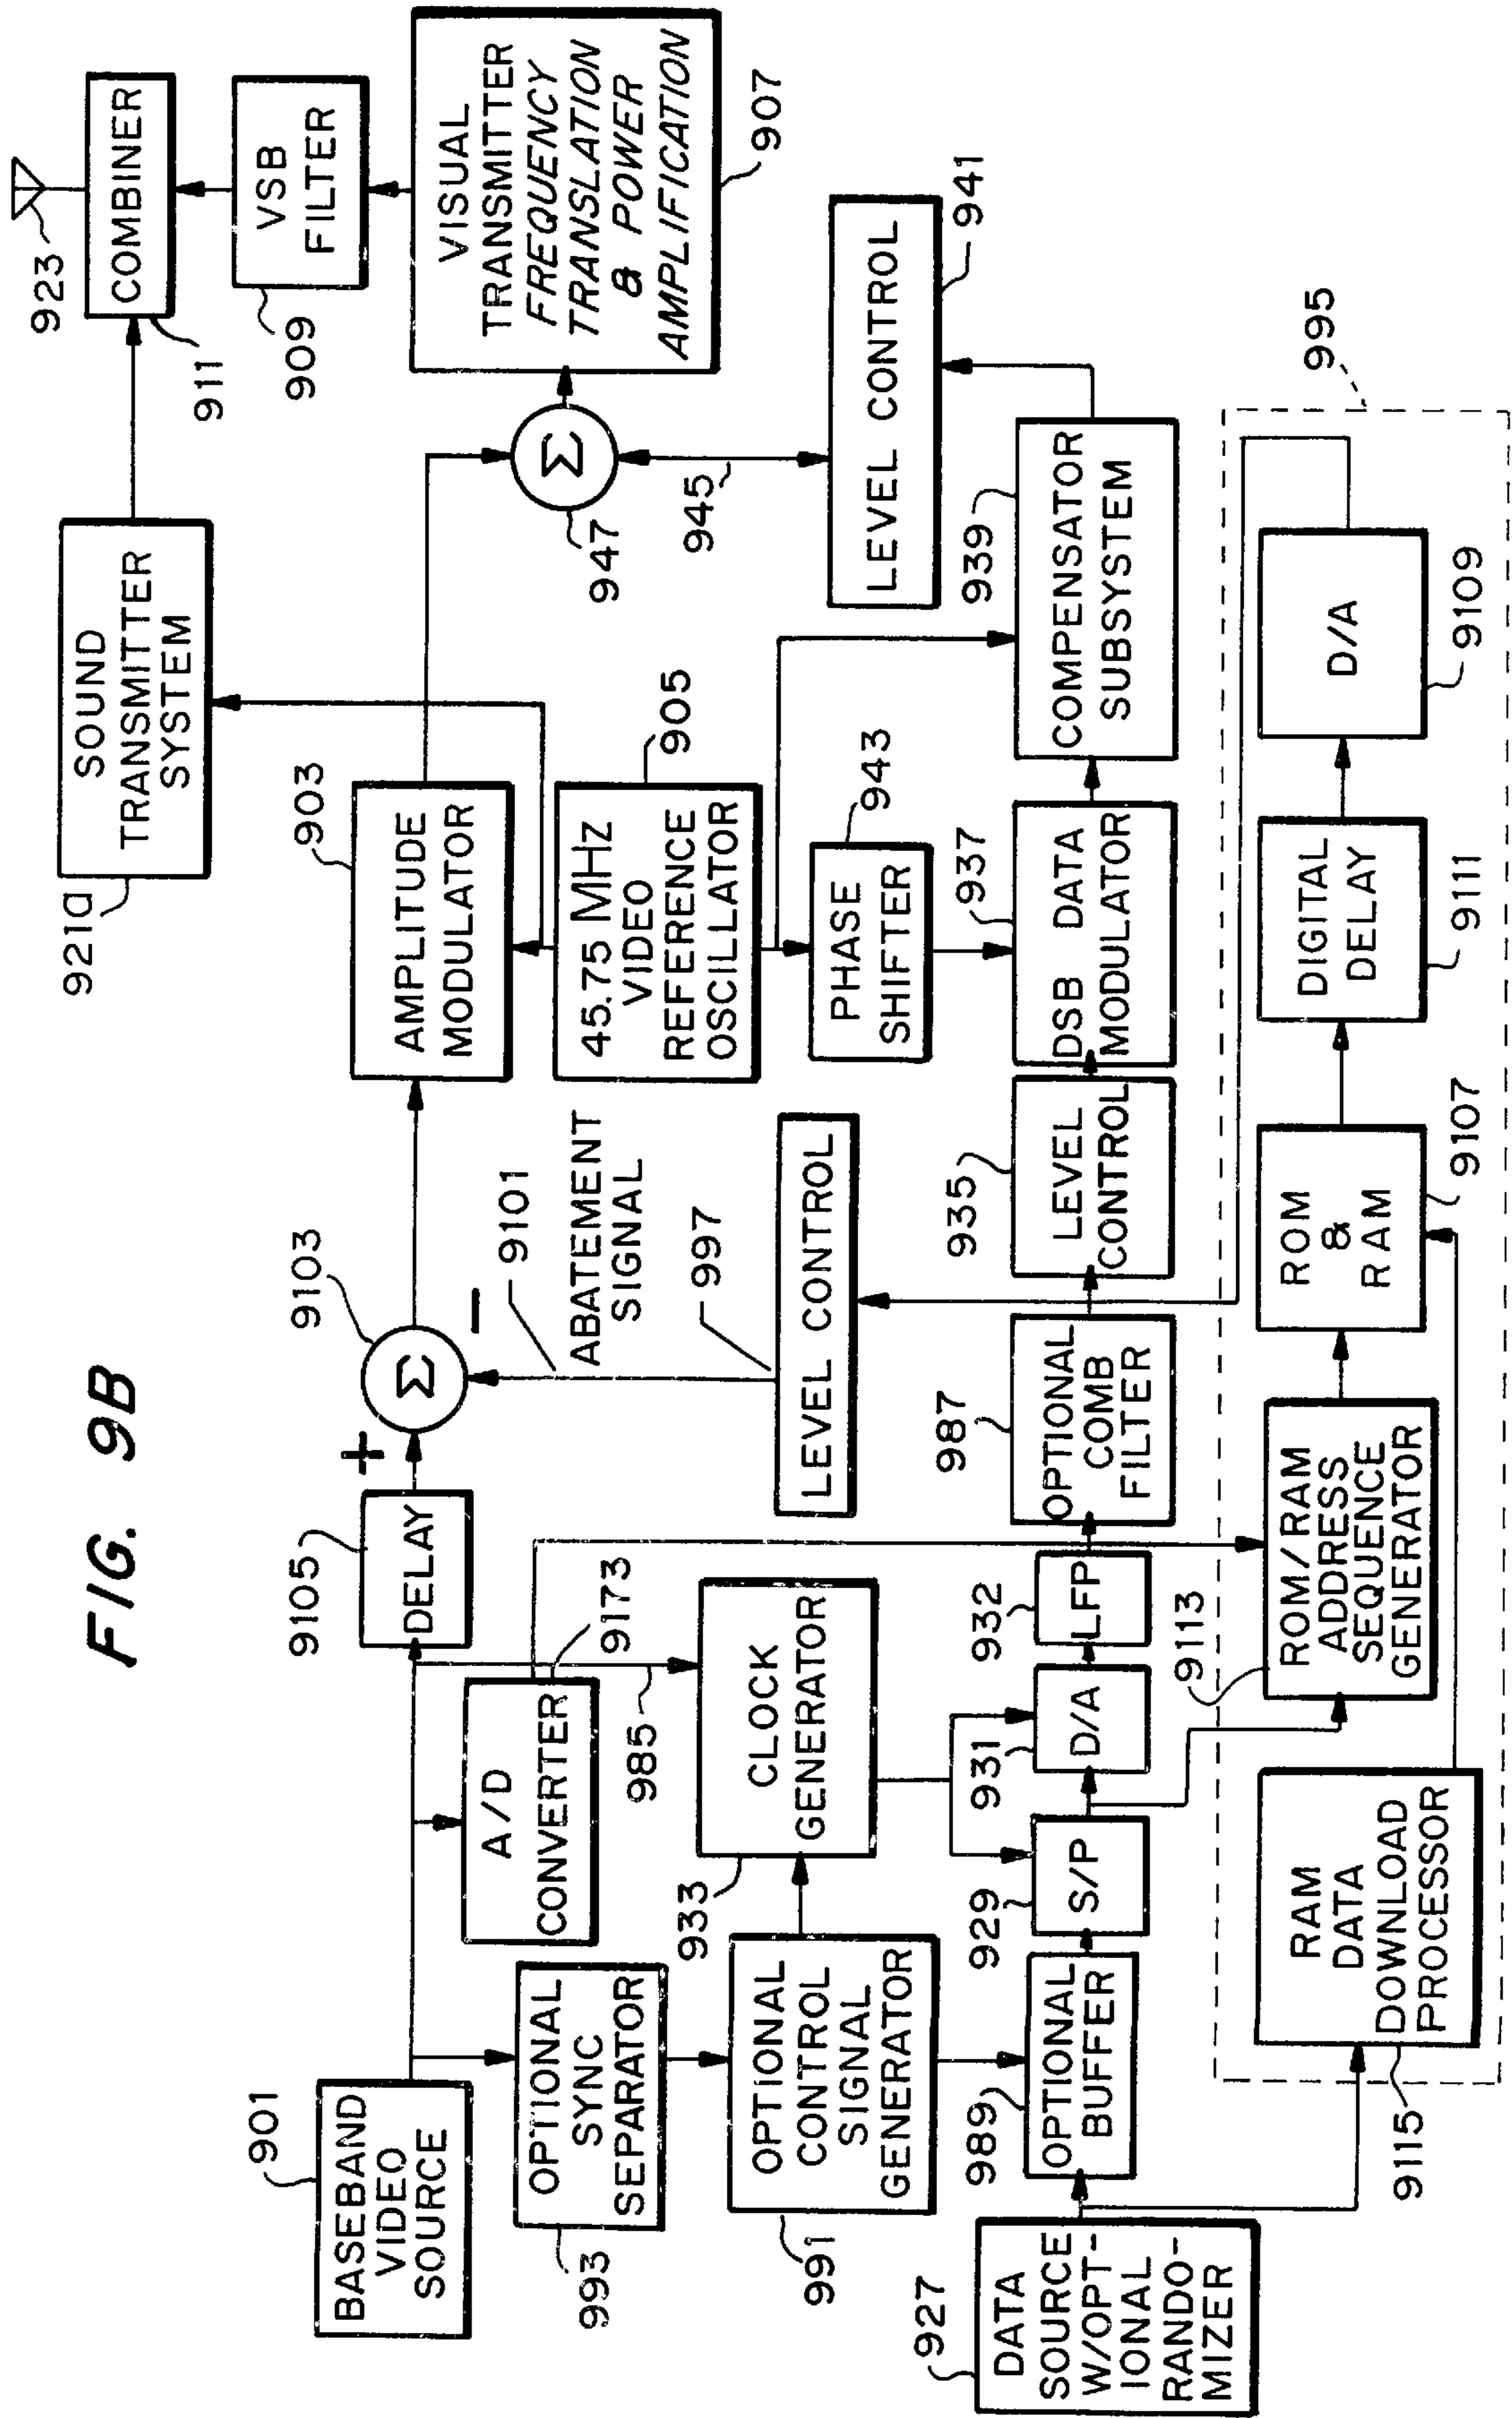 FIG. 9B
901
BASEBAND
VIDEO
SOURCE
993
OPTIONAL
SYNC
SEPARATOR
991
OPTIONAL
CONTROL
SIGNAL
GENERATOR
927
DATA
SOURCE
W/OPT-
IONAL
RANDO-
MIZER
989
OPTIONAL
BUFFER
9105
DELAY
A/D
CONVERTER
9173
985
933
CLOCK
GENERATOR
929
S/P
931
D/A
932
LFP
987
OPTIONAL
COMB
FILTER
935
LEVEL
CONTROL
9103
+
Σ
−
9101
ABATEMENT
SIGNAL
997
LEVEL CONTROL
903
AMPLITUDE
MODULATOR
905
45.75 MHZ
VIDEO
REFERENCE
OSCILLATOR
943
PHASE
SHIFTER
937
DSB DATA
MODULATOR
921a
SOUND
TRANSMITTER
SYSTEM
923
COMBINER
911
VSB
FILTER
909
VISUAL
TRANSMITTER
FREQUENCY
TRANSLATION
& POWER
AMPLIFICATION
907
Σ
947
945
LEVEL CONTROL
941
939
COMPENSATOR
SUBSYSTEM
995
9115
RAM
DATA
DOWNLOAD
PROCESSOR
9113
ROM/RAM
ADDRESS
SEQUENCE
GENERATOR
ROM
&
RAM
9107
DIGITAL
DELAY
9111
D/A
9109